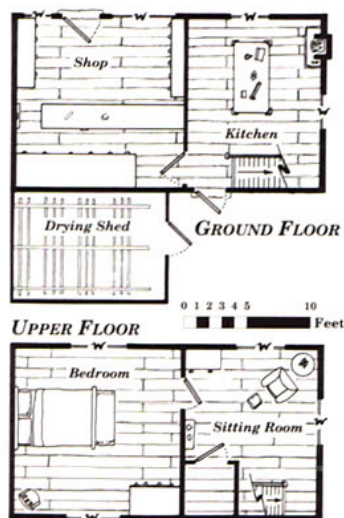 W
W
W
Shop
W
Kitchen
Drying Shed
GROUND FLOOR
0 1 2 3 4 5 10
Feet
UPPER FLOOR
W
W
Bedroom
Sitting Room
W
W